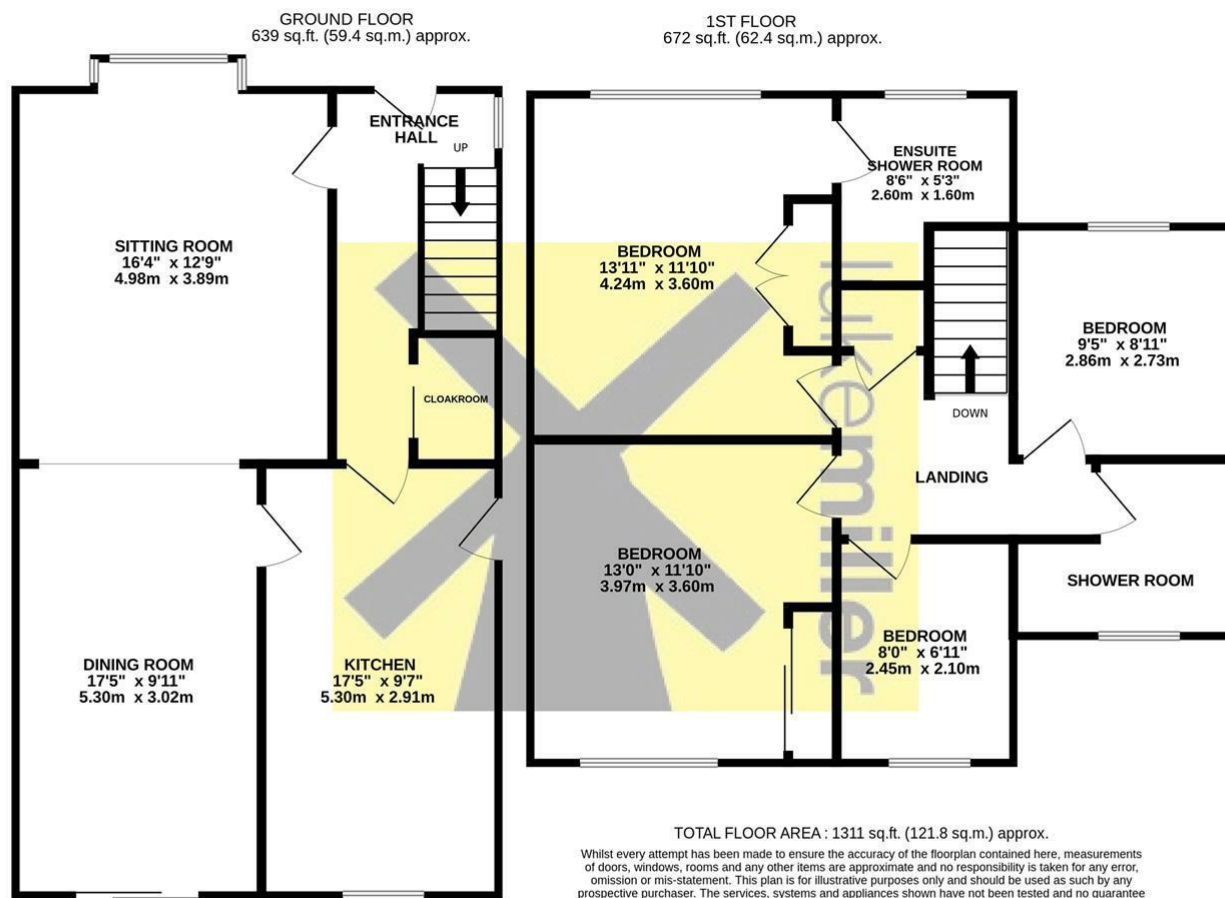 GROUND FLOOR
639 sq.ft. (59.4 sq.m.) approx.
1ST FLOOR
672 sq.ft. (62.4 sq.m.) approx.
ENTRANCE
HALL
UP
SITTING ROOM
16'4" x 12'9"
4.98m x 3.89m
CLOAKROOM
DINING ROOM
17'5" x 9'11"
5.30m x 3.02m
KITCHEN
17'5" x 9'7"
5.30m x 2.91m
ENSUITE
SHOWER ROOM
8'6" x 5'3"
2.60m x 1.60m
BEDROOM
13'11" x 11'10"
4.24m x 3.60m
BEDROOM
9'5" x 8'11"
2.86m x 2.73m
DOWN
LANDING
BEDROOM
13'0" x 11'10"
3.97m x 3.60m
SHOWER ROOM
BEDROOM
8'0" x 6'11"
2.45m x 2.10m
lukemiller
TOTAL FLOOR AREA : 1311 sq.ft. (121.8 sq.m.) approx.
Whilst every attempt has been made to ensure the accuracy of the floorplan contained here, measurements
of doors, windows, rooms and any other items are approximate and no responsibility is taken for any error,
omission or mis-statement. This plan is for illustrative purposes only and should be used as such by any
prospective purchaser. The services, systems and appliances shown have not been tested and no guarantee